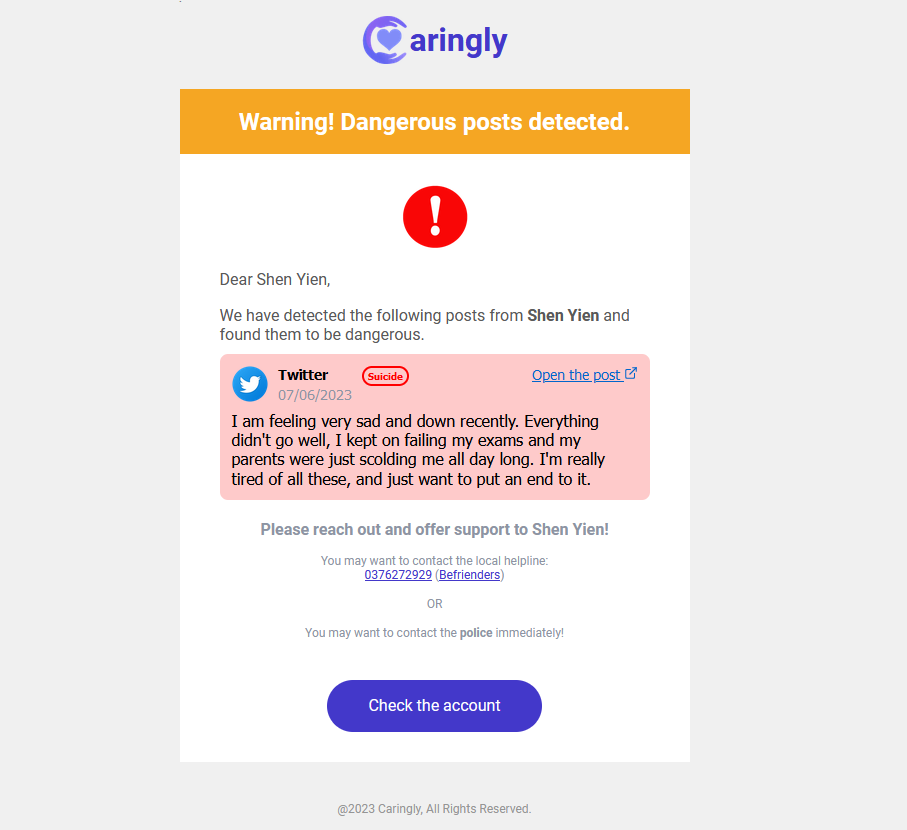 Caringly
Warning! Dangerous posts detected.
!
Dear Shen Yien,
We have detected the following posts from Shen Yien and
found them to be dangerous.
Twitter Suicide Open the post
07/06/2023
I am feeling very sad and down recently. Everything
didn't go well, I kept on failing my exams and my
parents were just scolding me all day long. I'm really
tired of all these, and just want to put an end to it.
Please reach out and offer support to Shen Yien!
You may want to contact the local helpline:
0376272929 (Befrienders)
OR
You may want to contact the police immediately!
Check the account
@2023 Caringly, All Rights Reserved.